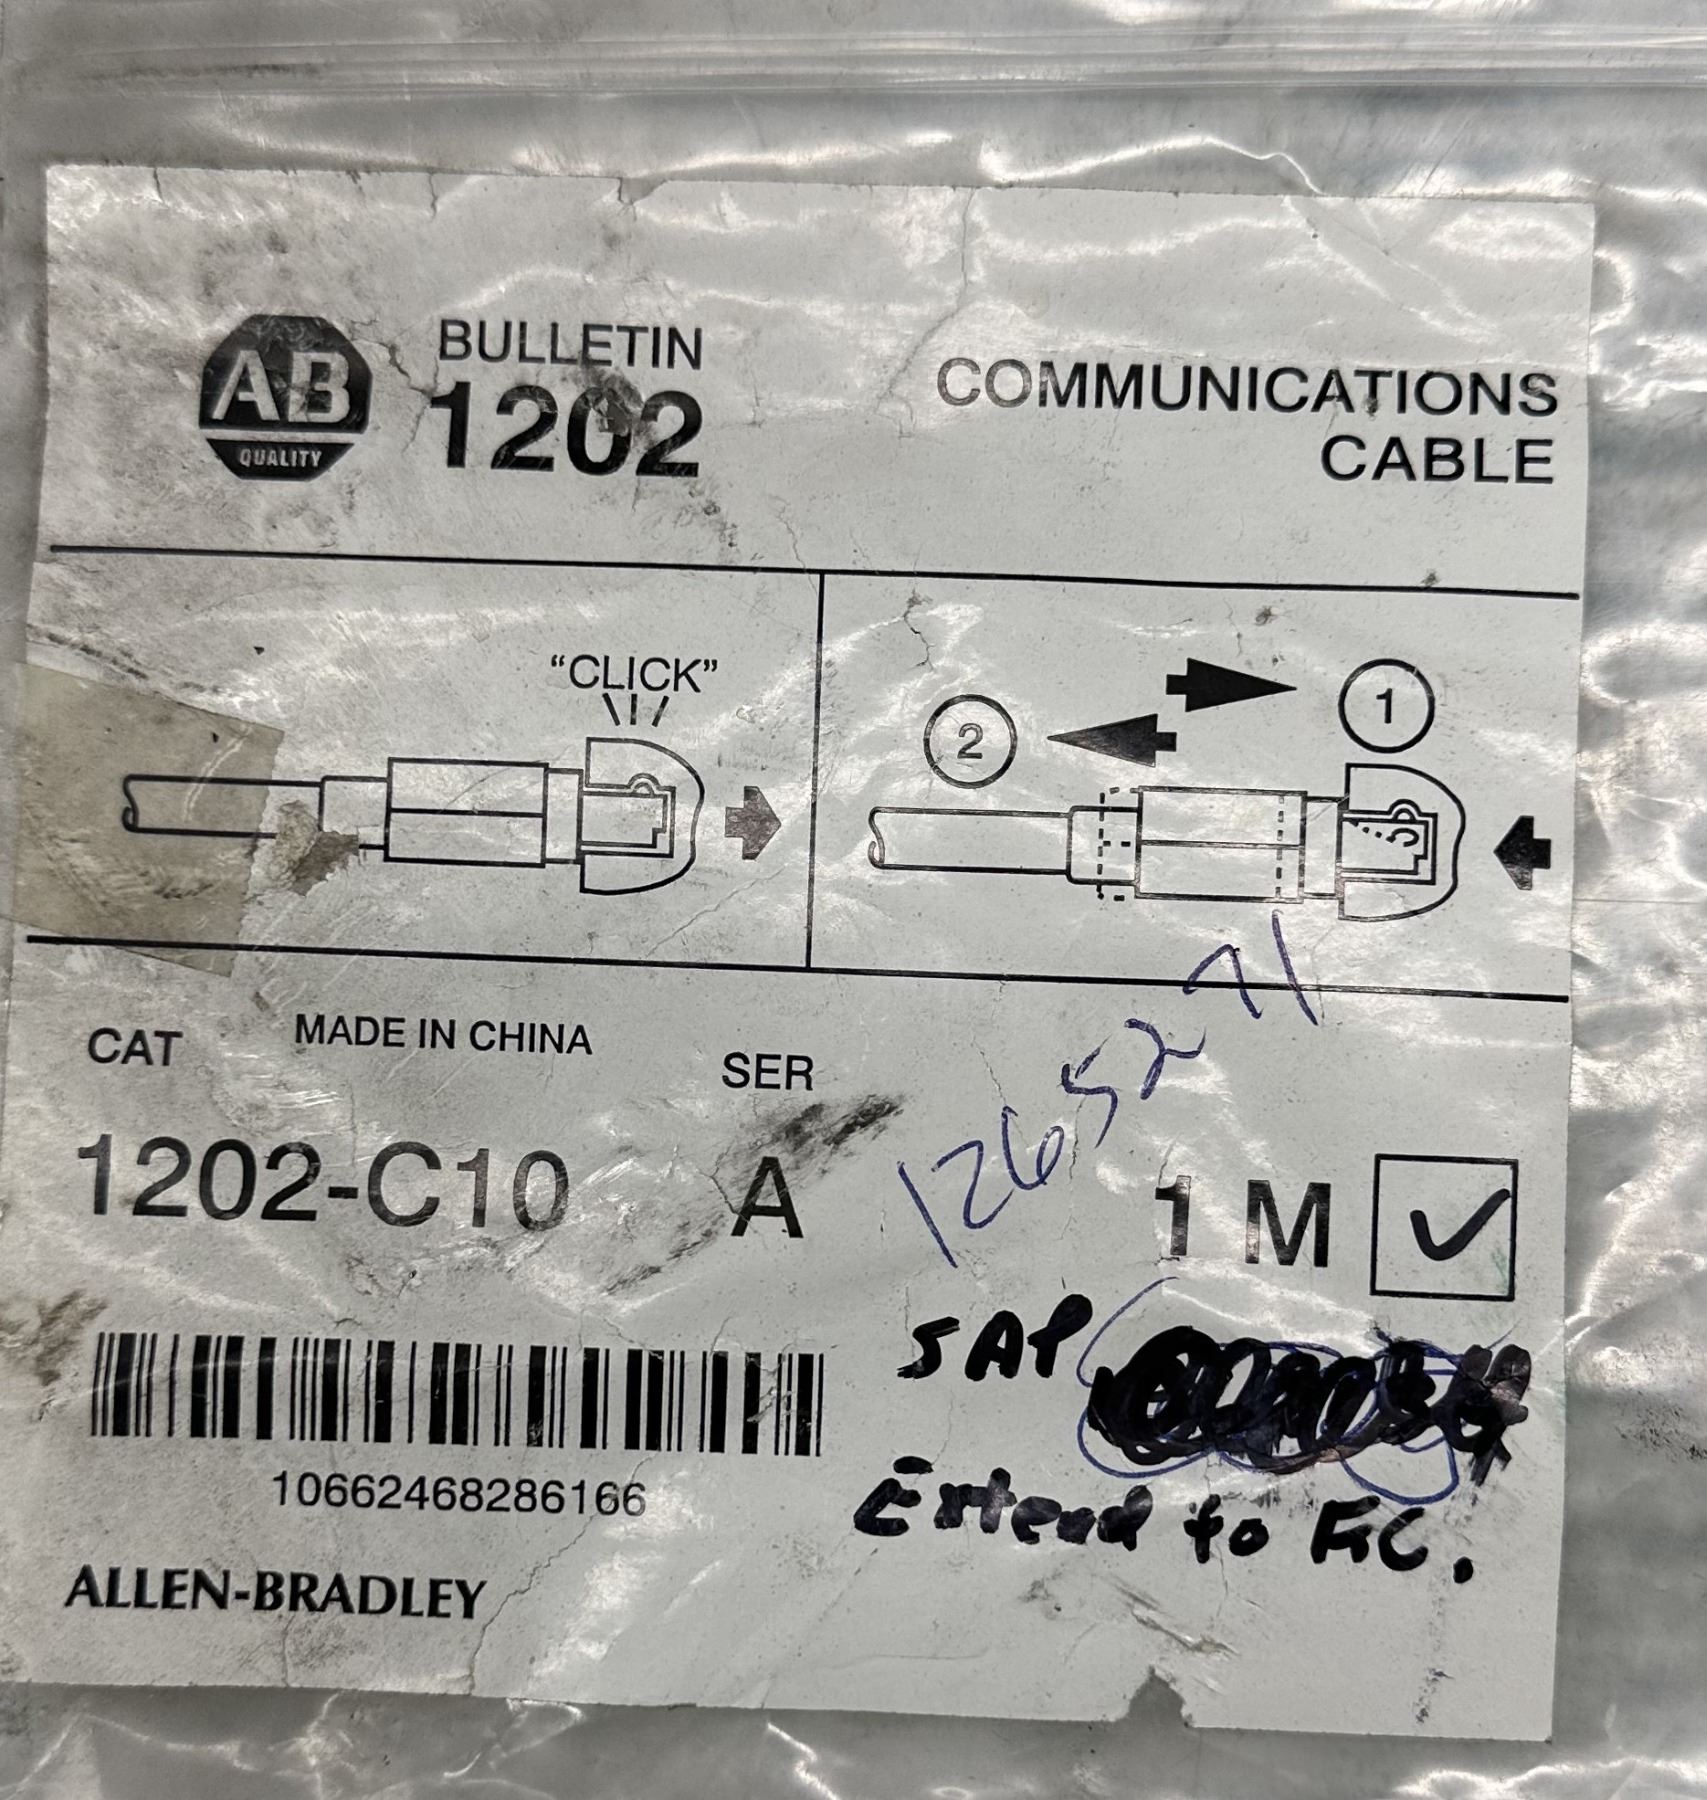 AB
QUALITY
BULLETIN
1202
COMMUNICATIONS
CABLE
"CLICK"
2
1
CAT
MADE IN CHINA
SER
1202-C10
A
1265271
1 M
10662468286166
SAP
Extend to
ALLEN-BRADLEY